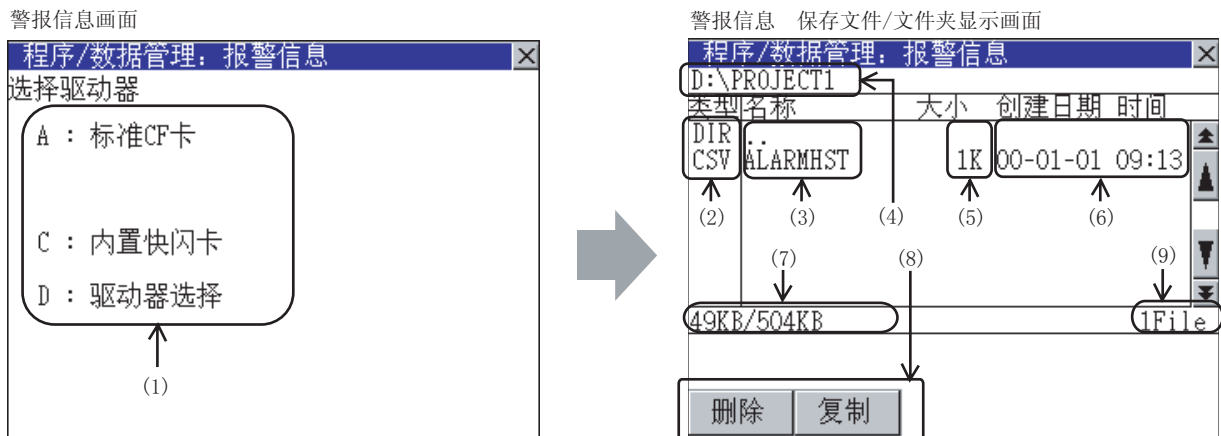 警报信息画面
程序/数据管理：报警信息
选择驱动器
A : 标准CF卡
C : 内置快闪卡
D : 驱动器选择
(1)
警报信息 保存文件/文件夹显示画面
程序/数据管理：报警信息
D:\PROJECT1
类型 名称 大小 创建日期 时间
DIR ..
CSV ALARMHST 1K 00-01-01 09:13
(2) (3) (4) (5) (6)
(7) (8) (9)
49KB/504KB 1File
删除 复制